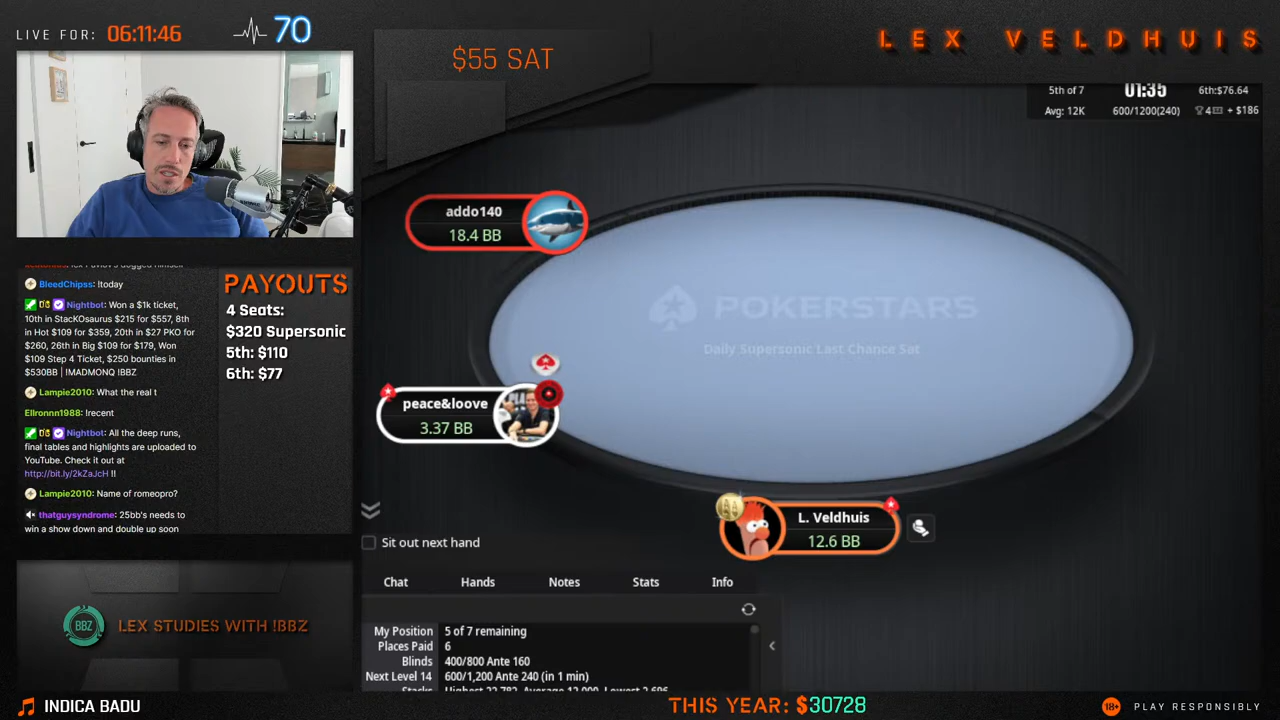 LIVE FOR: 06:11:46
70
$55 SAT
LEX VELDHUIS
5th of 7
01:35
6th:$76.64
Avg: 12K
600/1200(240)
+ $186
addo140
18.4 BB
POKERSTARS
Daily Supersonic Last Chance Sat
BleedChipss: !today
Nightbot: Won a $1k ticket,
10th in StackOsaurus $215 for $557, 8th
in Hot $109 for $359, 20th in $27 PKO for
$260, 26th in Big $109 for $179, Won
$109 Step 4 Ticket, $250 bounties in
$530BB | !MADMONQ !BBZ
Lampie2010: What the real t
Ellronnn1988: !recent
Nightbot: All the deep runs,
final tables and highlights are uploaded to
YouTube. Check it out at
http://bit.ly/2kZaJcH !!
Lampie2010: Name of romeopro?
thatguysyndrome: 25bb's needs to
win a show down and double up soon
PAYOUTS
4 Seats:
$320 Supersonic
5th: $110
6th: $77
peace&loove
3.37 BB
L. Veldhuis
12.6 BB
Sit out next hand
Chat Hands Notes Stats Info
My Position 5 of 7 remaining
Places Paid 6
Blinds 400/800 Ante 160
Next Level 14 600/1,200 Ante 240 (in 1 min)
BBZ
LEX STUDIES WITH !BBZ
INDICA BADU
THIS YEAR: $30728
18+ PLAY RESPONSIBLY